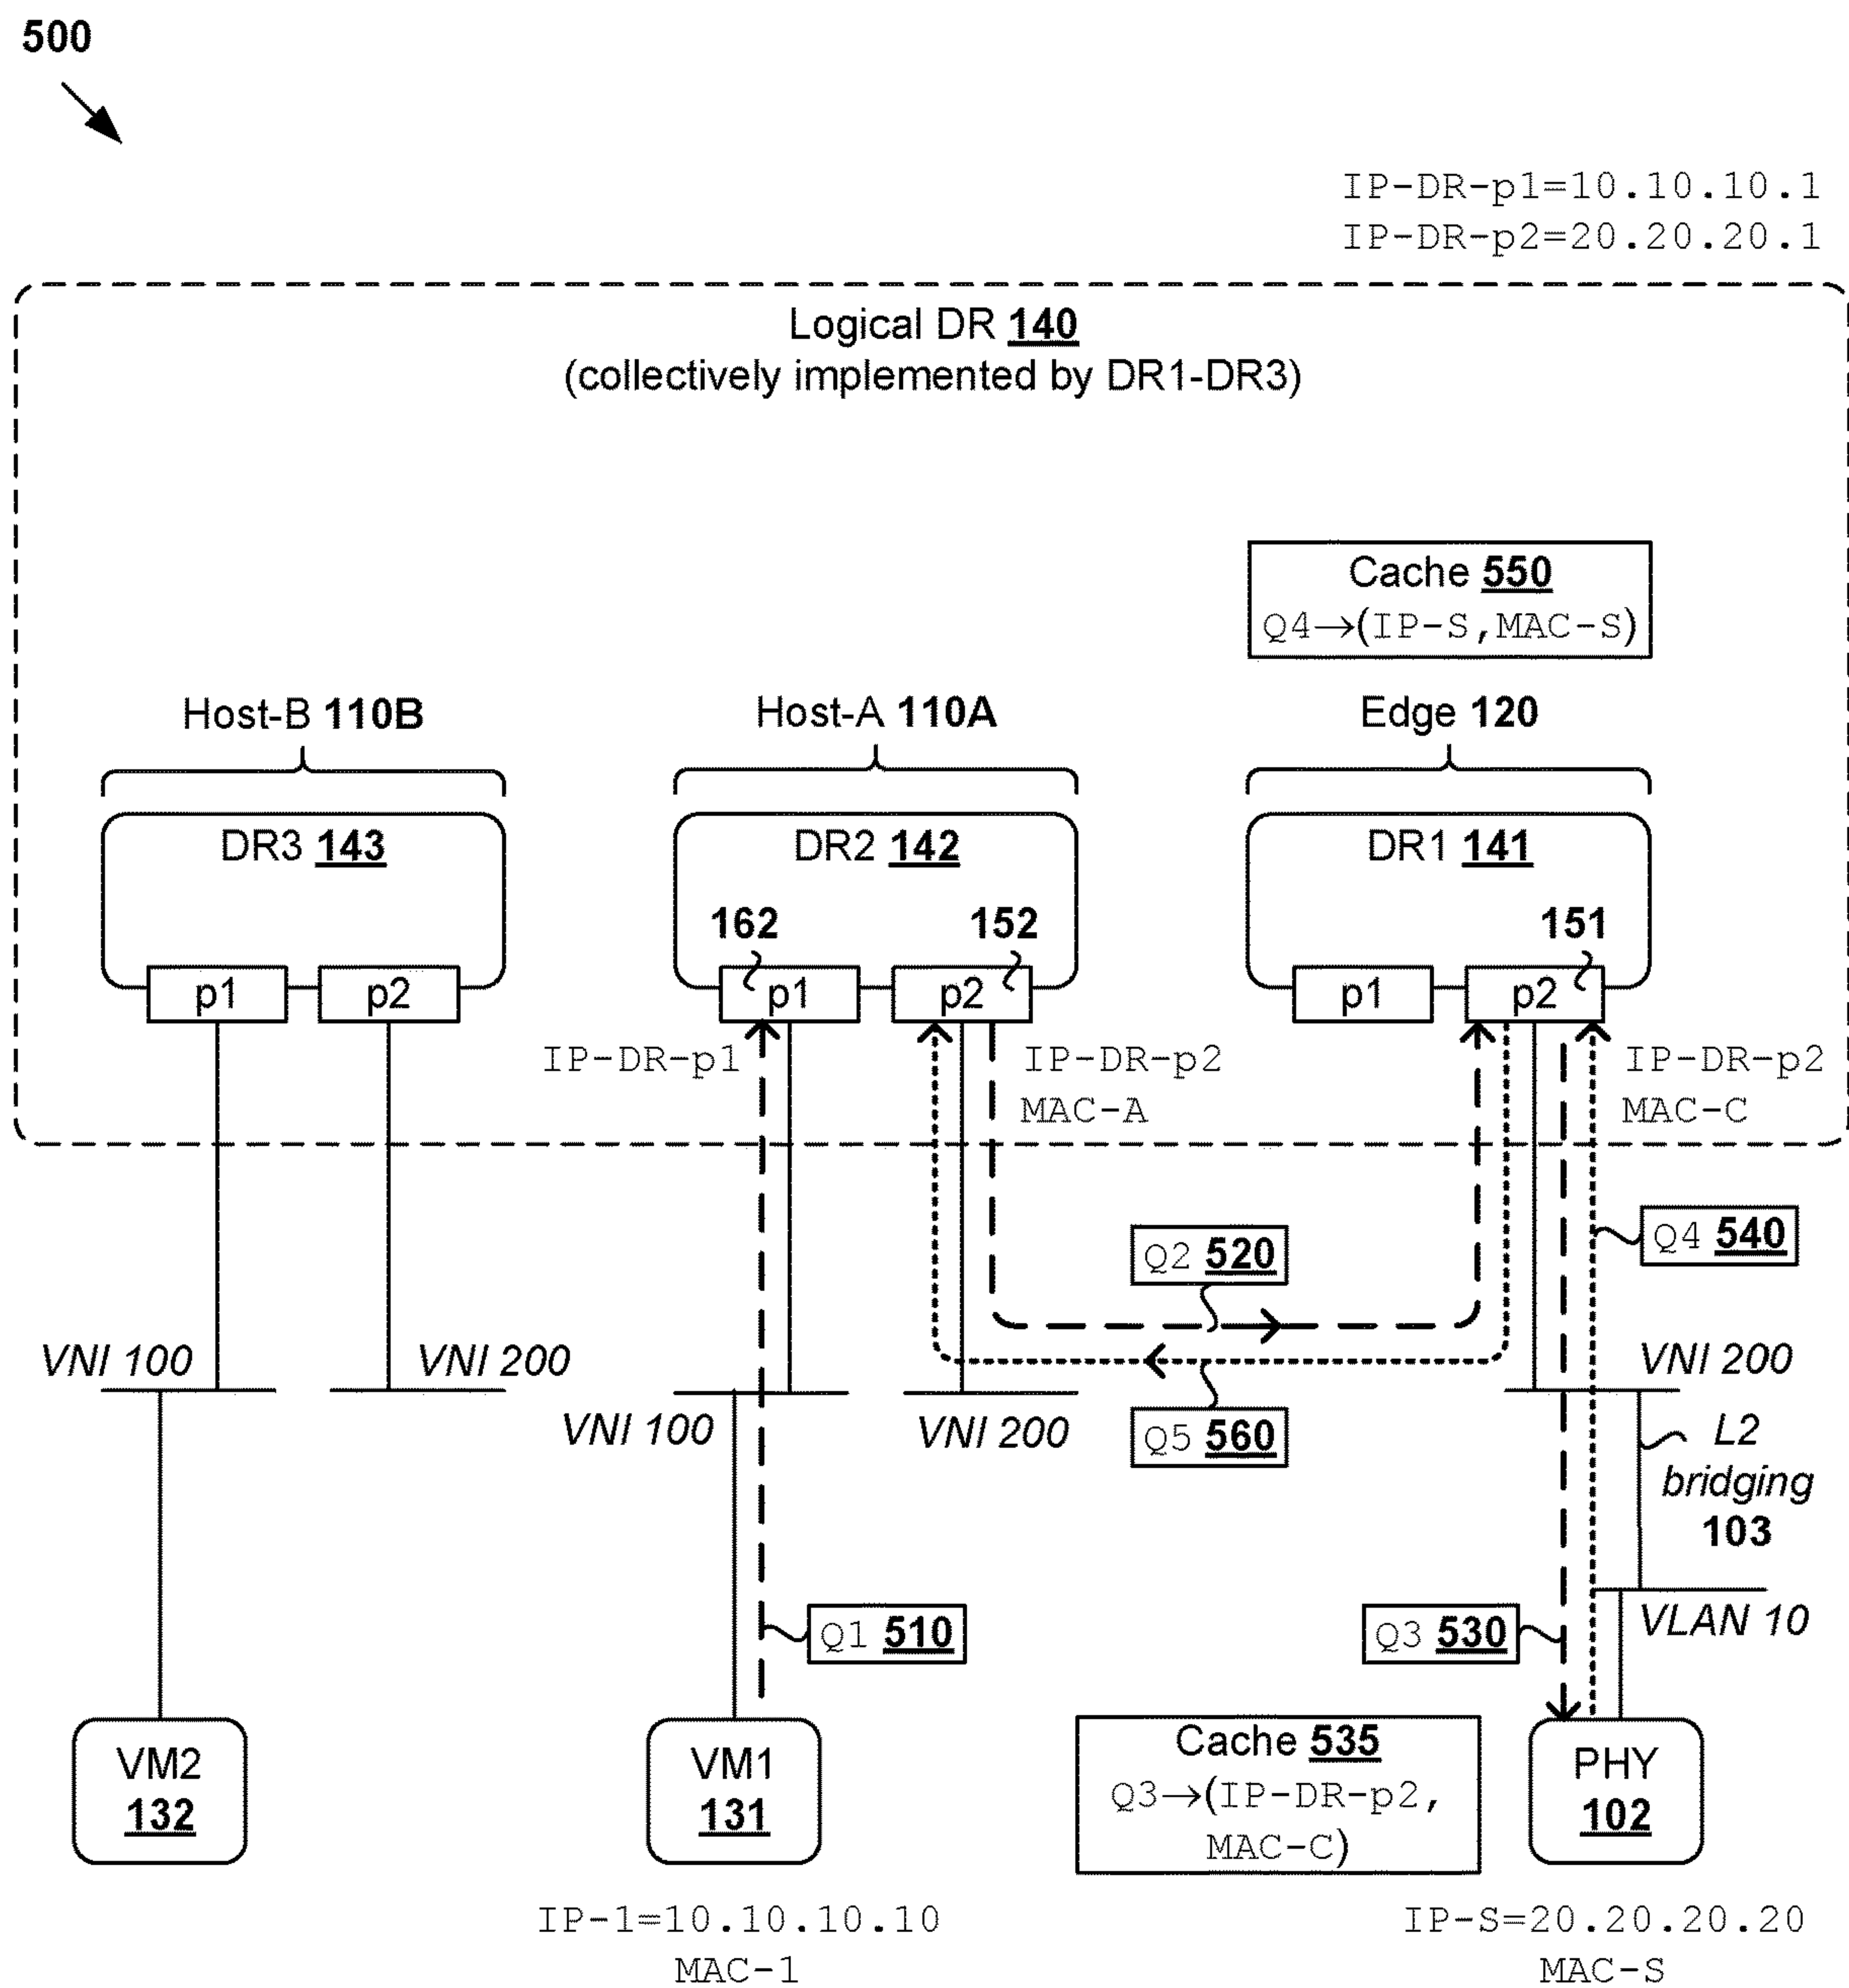 500
IP-DR-p1=10.10.10.1
IP-DR-p2=20.20.20.1
Logical DR 140
(collectively implemented by DR1-DR3)
Cache 550
Q4→(IP-S,MAC-S)
Host-B 110B
Host-A 110A
Edge 120
DR3 143
DR2 142
DR1 141
162
152
151
p1
p2
p1
p2
p1
p2
IP-DR-p1
IP-DR-p2
MAC-A
IP-DR-p2
MAC-C
Q2 520
Q4 540
VNI 100
VNI 200
VNI 100
VNI 200
VNI 200
Q5 560
L2
bridging
103
Q1 510
Q3 530
VLAN 10
VM2
132
VM1
131
Cache 535
Q3→(IP-DR-p2,
MAC-C)
PHY
102
IP-1=10.10.10.10
MAC-1
IP-S=20.20.20.20
MAC-S